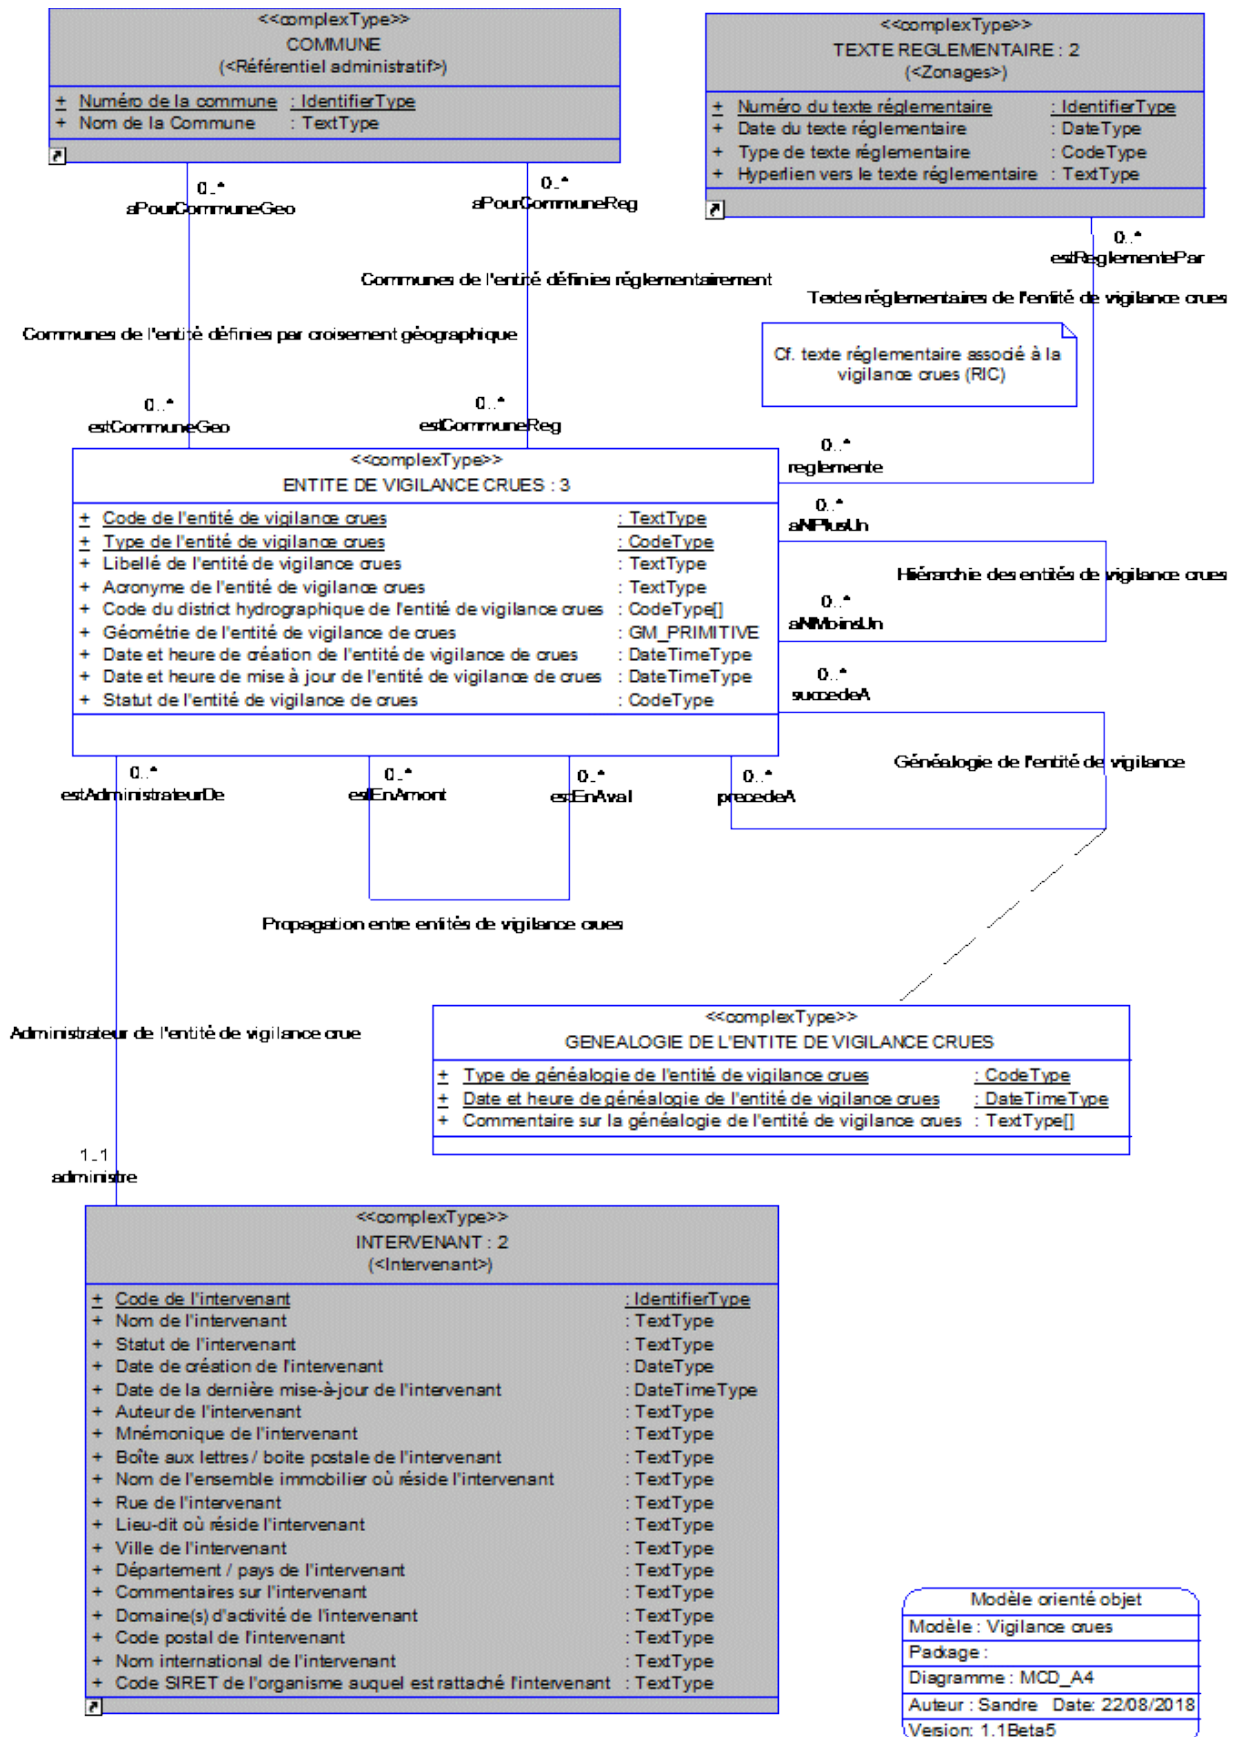 <<complexType>>
COMMUNE
(<Référentiel administratif>)
+ Numéro de la commune : IdentifierType
+ Nom de la Commune : TextType
<<complexType>>
TEXTE REGLEMENTAIRE : 2
(<Zonages>)
+ Numéro du texte réglementaire : IdentifierType
+ Date du texte réglementaire : DateType
+ Type de texte réglementaire : CodeType
+ Hyperlien vers le texte réglementaire : TextType
0..*
aPourCommuneGeo
0..*
aPourCommuneReg
0..*
estReglementePar
Communes de l'entité définies réglementairement
Textes réglementaires de l'entité de vigilance crues
Communes de l'entité définies par croisement géographique
Cf. texte réglementaire associé à la
vigilance crues (RIC)
0..*
estCommuneGeo
0..*
estCommuneReg
0..*
reglemente
<<complexType>>
ENTITE DE VIGILANCE CRUES : 3
+ Code de l'entité de vigilance crues : TextType
+ Type de l'entité de vigilance crues : CodeType
+ Libellé de l'entité de vigilance crues : TextType
+ Acronyme de l'entité de vigilance crues : TextType
+ Code du district hydrographique de l'entité de vigilance crues : CodeType[]
+ Géométrie de l'entité de vigilance de crues : GM_PRIMITIVE
+ Date et heure de création de l'entité de vigilance de crues : DateTimeType
+ Date et heure de mise à jour de l'entité de vigilance de crues : DateTimeType
+ Statut de l'entité de vigilance de crues : CodeType
0..*
aNPlusUn
Hiérarchie des entités de vigilance crues
0..*
aNMoinsUn
0..*
succedeA
Généalogie de l'entité de vigilance
0..*
estAdministrateurDe
0..*
estEnAmont
0..*
estEnAval
0..*
precedeA
Propagation entre entités de vigilance crues
Administrateur de l'entité de vigilance crue
<<complexType>>
GENEALOGIE DE L'ENTITE DE VIGILANCE CRUES
+ Type de généalogie de l'entité de vigilance crues : CodeType
+ Date et heure de généalogie de l'entité de vigilance crues : DateTimeType
+ Commentaire sur la généalogie de l'entité de vigilance crues : TextType[]
1..1
administre
<<complexType>>
INTERVENANT : 2
(<Intervenant>)
+ Code de l'intervenant : IdentifierType
+ Nom de l'intervenant : TextType
+ Statut de l'intervenant : TextType
+ Date de création de l'intervenant : DateType
+ Date de la dernière mise-à-jour de l'intervenant : DateTimeType
+ Auteur de l'intervenant : TextType
+ Mnémonique de l'intervenant : TextType
+ Boîte aux lettres / boite postale de l'intervenant : TextType
+ Nom de l'ensemble immobilier où réside l'intervenant : TextType
+ Rue de l'intervenant : TextType
+ Lieu-dit où réside l'intervenant : TextType
+ Ville de l'intervenant : TextType
+ Département / pays de l'intervenant : TextType
+ Commentaires sur l'intervenant : TextType
+ Domaine(s) d'activité de l'intervenant : TextType
+ Code postal de l'intervenant : TextType
+ Nom international de l'intervenant : TextType
+ Code SIRET de l'organisme auquel est rattaché l'intervenant : TextType
Modèle orienté objet
Modèle : Vigilance crues
Package :
Diagramme : MCD_A4
Auteur : Sandre Date: 22/08/2018
Version: 1.1Beta5